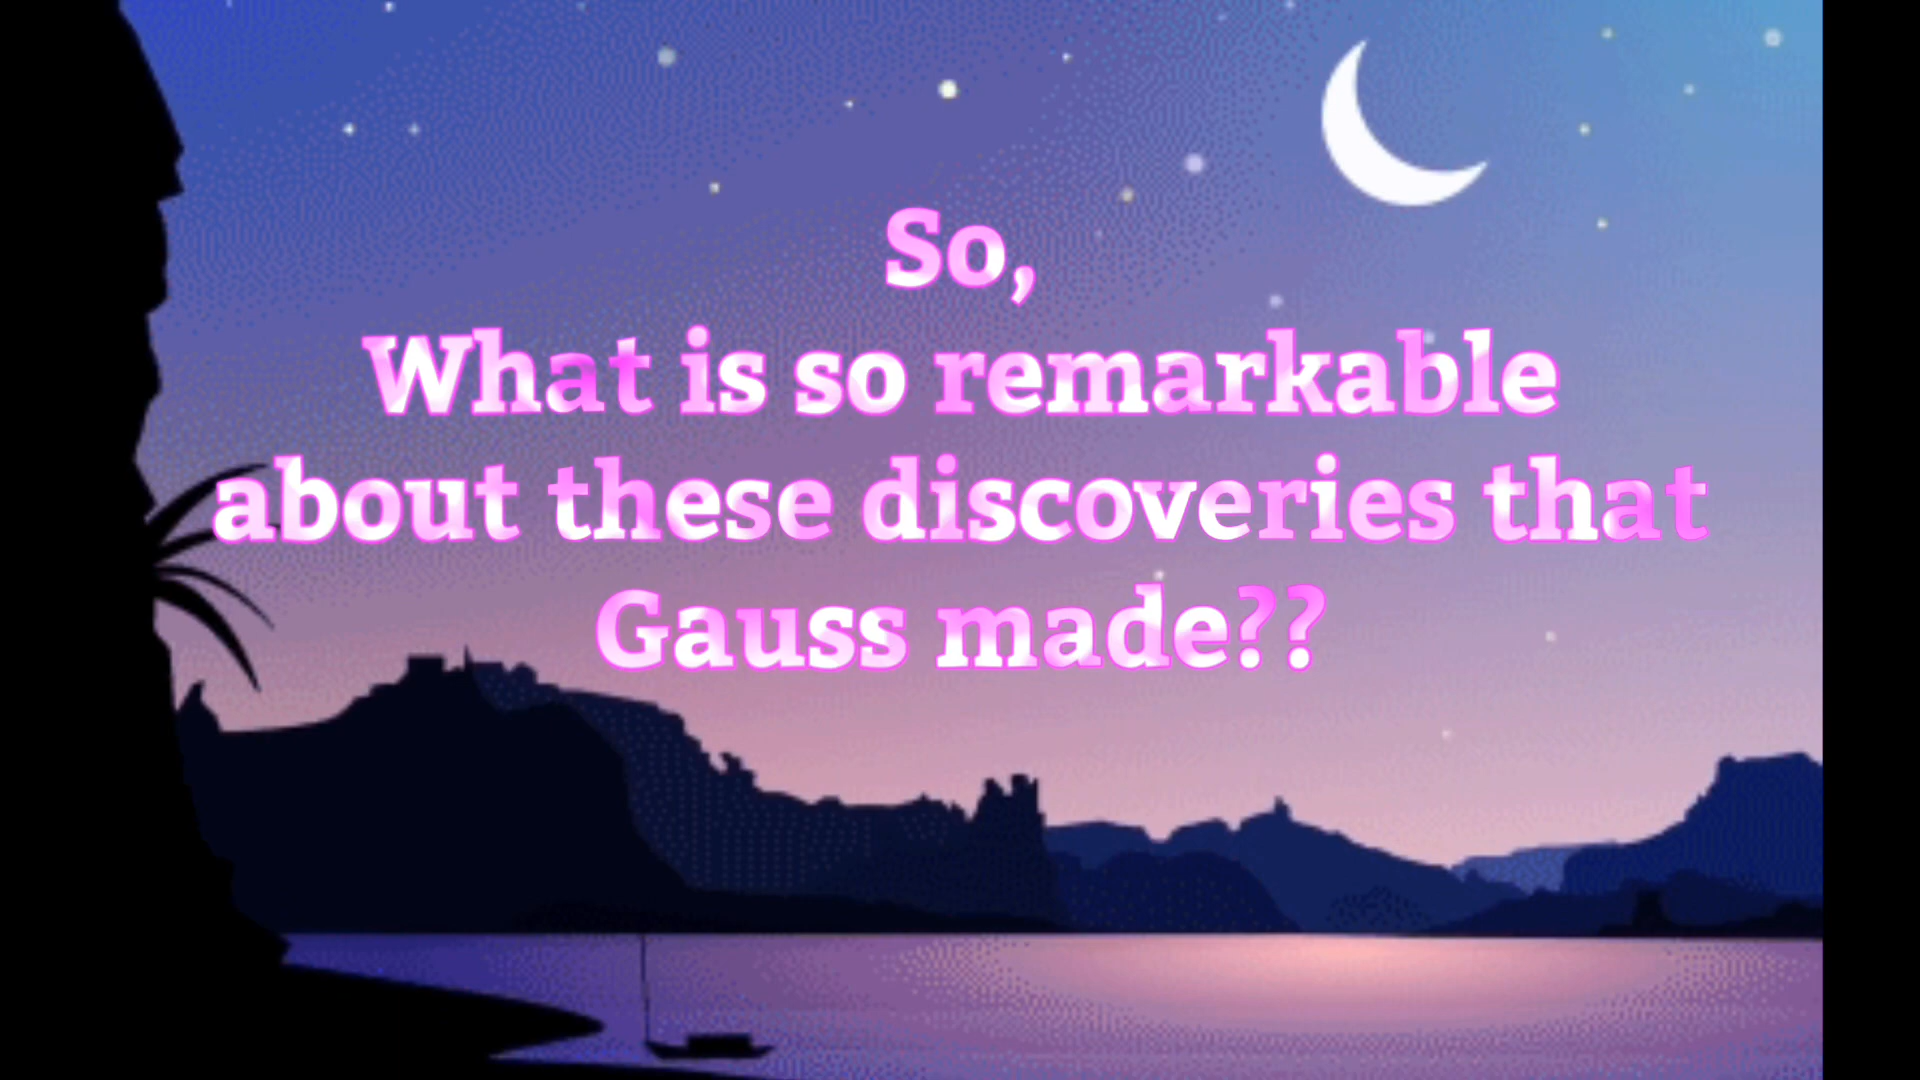 So,
What is so remarkable
about these discoveries that
Gauss made??